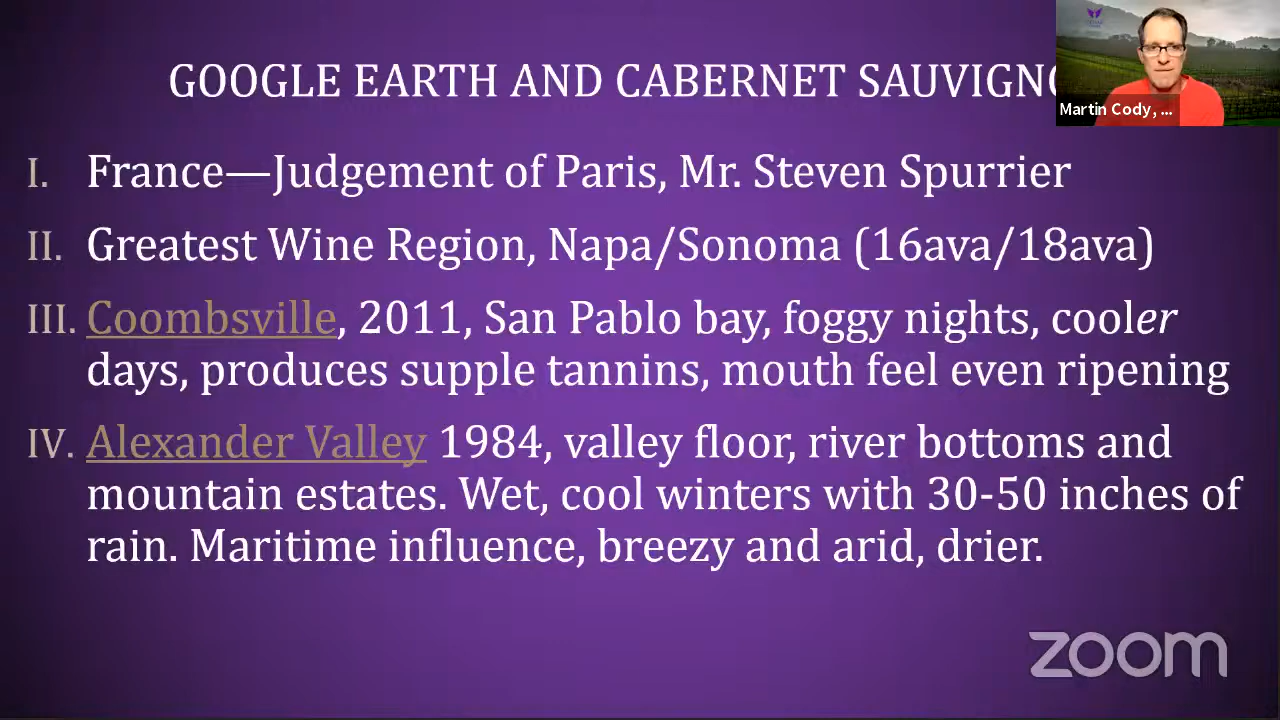 GOOGLE EARTH AND CABERNET SAUVIGNO
Martin Cody, ...
I. France—Judgement of Paris, Mr. Steven Spurrier
II. Greatest Wine Region, Napa/Sonoma (16ava/18ava)
III. Coombsville, 2011, San Pablo bay, foggy nights, cooler
days, produces supple tannins, mouth feel even ripening
IV. Alexander Valley 1984, valley floor, river bottoms and
mountain estates. Wet, cool winters with 30-50 inches of
rain. Maritime influence, breezy and arid, drier.
zoom